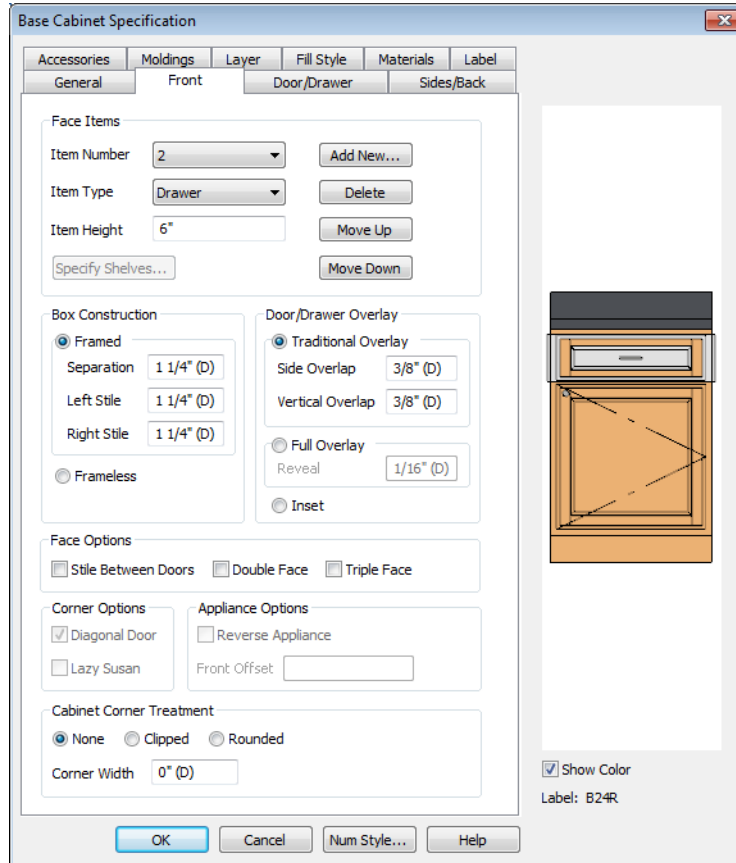 Base Cabinet Specification
Accessories Moldings Layer Fill Style Materials Label
General Front Door/Drawer Sides/Back
Face Items
Item Number 2 Add New...
Item Type Drawer Delete
Item Height 6" Move Up
Specify Shelves... Move Down
Box Construction Door/Drawer Overlay
Framed Traditional Overlay
Separation 1 1/4" (D) Side Overlap 3/8" (D)
Left Stile 1 1/4" (D) Vertical Overlap 3/8" (D)
Right Stile 1 1/4" (D)
Full Overlay
Frameless Reveal 1/16" (D)
Inset
Face Options
Stile Between Doors Double Face Triple Face
Corner Options Appliance Options
Diagonal Door Reverse Appliance
Lazy Susan Front Offset
Cabinet Corner Treatment
None Clipped Rounded
Corner Width 0" (D)
Show Color
Label: B24R
OK Cancel Num Style... Help